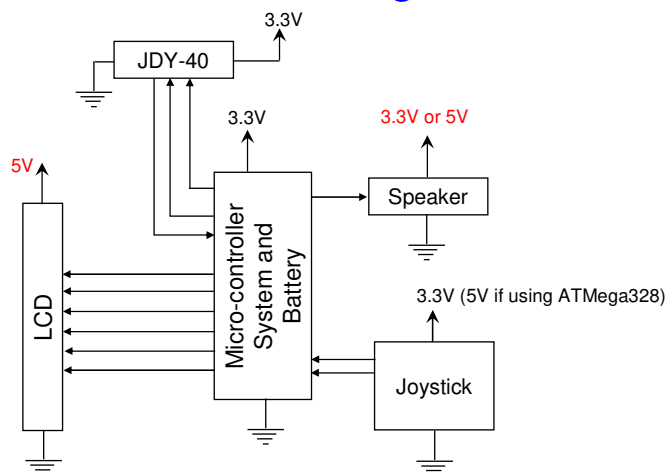 3.3V
JDY-40
3.3V
3.3V or 5V
5V
Speaker
Micro-controller
System and
Battery
LCD
3.3V (5V if using ATMega328)
Joystick